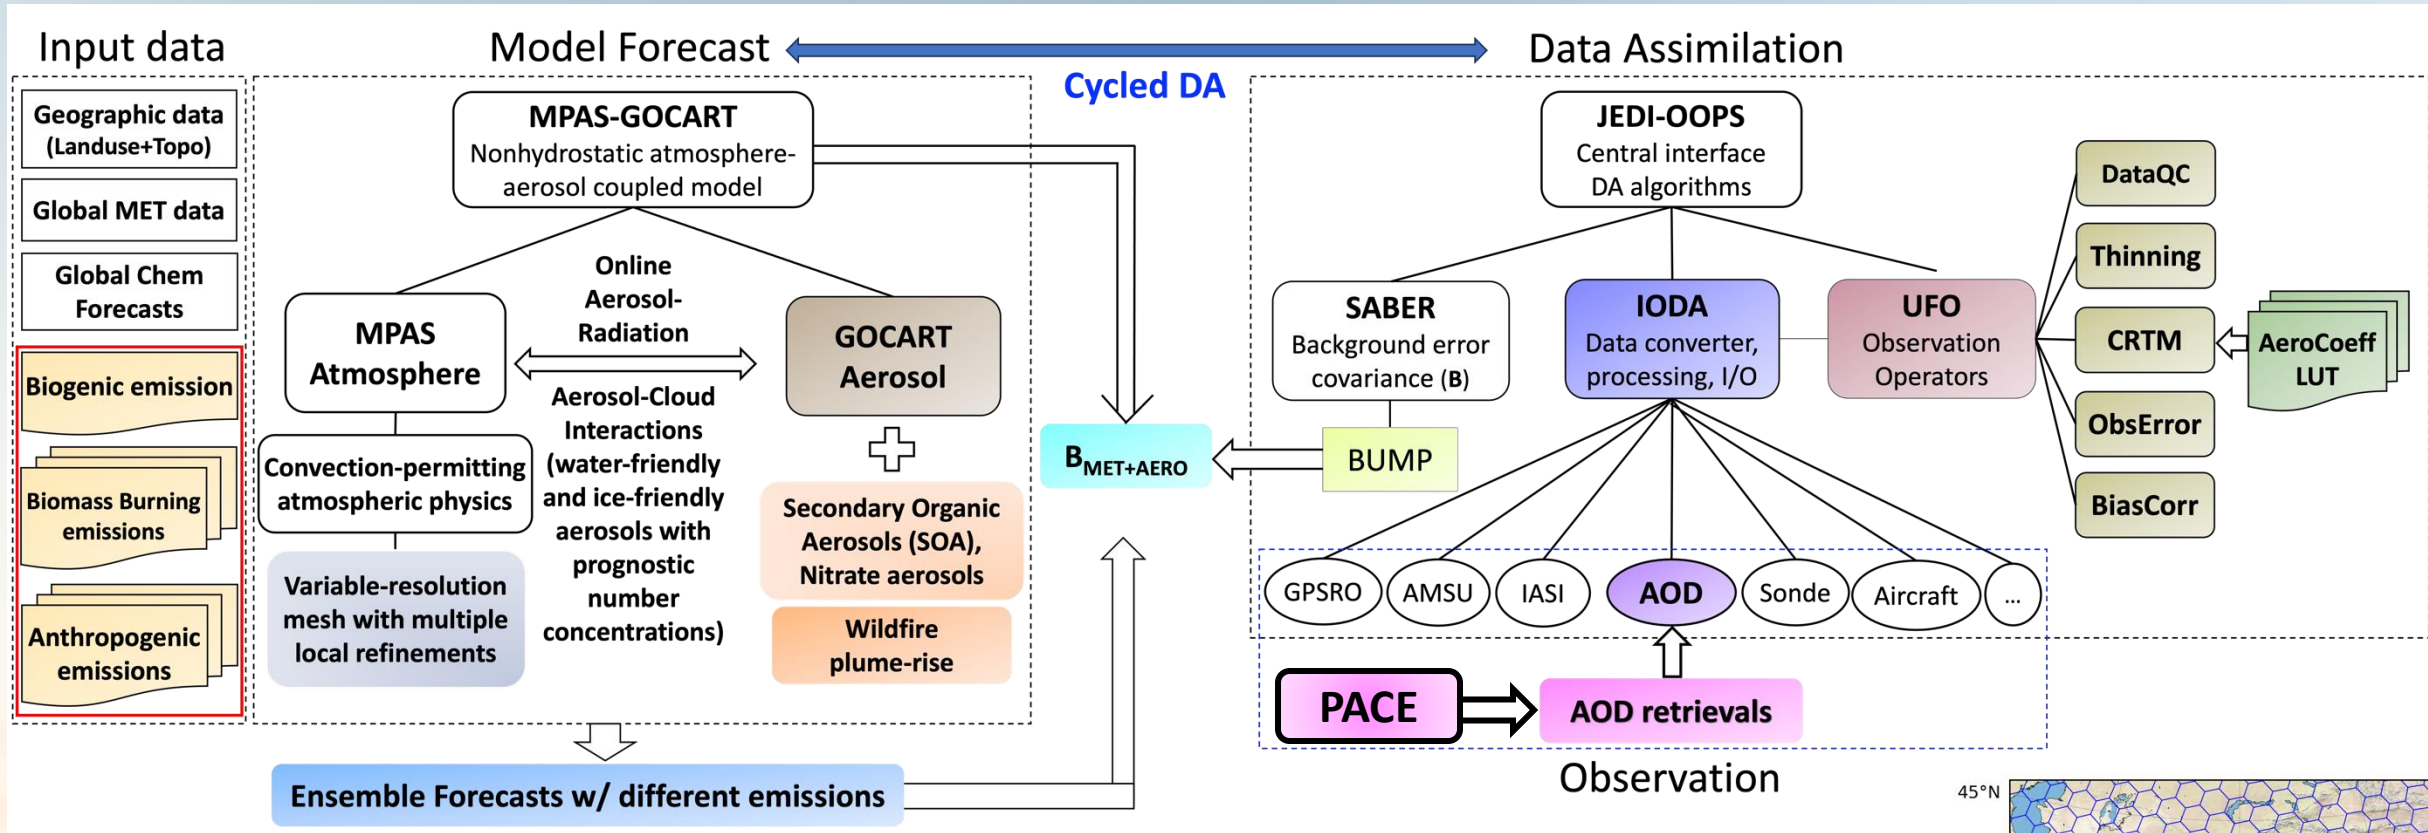 Input data
Geographic data
(Landuse+Topo)
Global MET data
Global Chem
Forecasts
Biogenic emission
Biomass Burning
emissions
Anthropogenic
emissions
Model Forecast
MPAS-GOCART
Nonhydrostatic atmosphere-
aerosol coupled model
MPAS
Atmosphere
Online
Aerosol-
Radiation
Aerosol-Cloud
Interactions
(water-friendly
and ice-friendly
aerosols with
prognostic
number
concentrations)
GOCART
Aerosol
Convection-permitting
atmospheric physics
Variable-resolution
mesh with multiple
local refinements
Secondary Organic
Aerosols (SOA),
Nitrate aerosols
Wildfire
plume-rise
Ensemble Forecasts w/ different emissions
Cycled DA
BMET+AERO
Data Assimilation
JEDI-OOPS
Central interface
DA algorithms
SABER
Background error
covariance (B)
BUMP
IODA
Data converter,
processing, I/O
UFO
Observation
Operators
DataQC
Thinning
CRTM
ObsError
BiasCorr
AeroCoeff
LUT
GPSRO
AMSU
IASI
AOD
Sonde
Aircraft
...
PACE
AOD retrievals
Observation
45°N